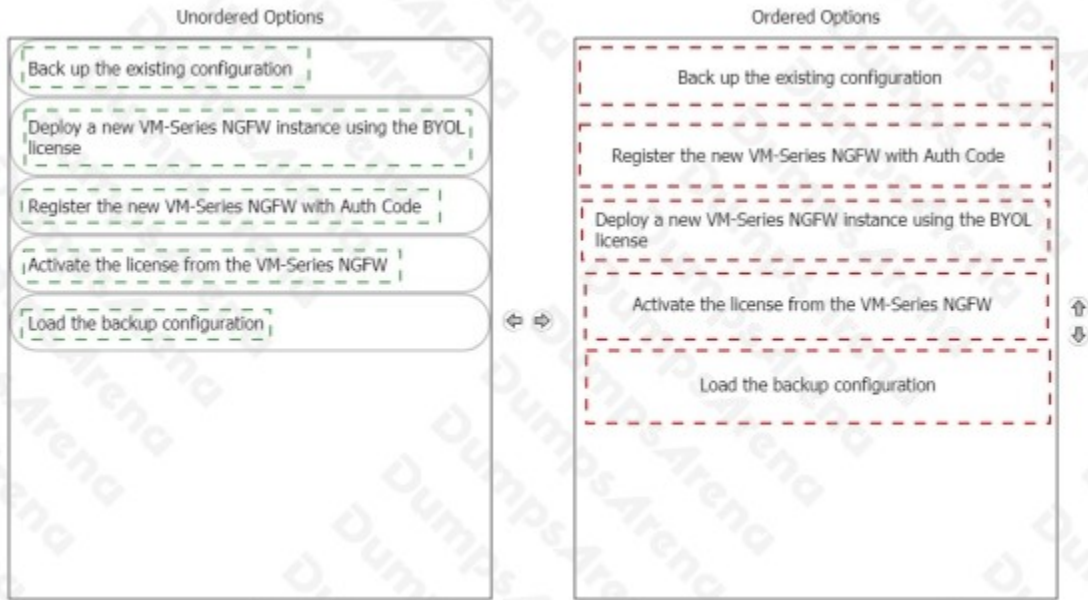 Unordered Options
Back up the existing configuration
Deploy a new VM-Series NGFW instance using the BYOL
license
Register the new VM-Series NGFW with Auth Code
Activate the license from the VM-Series NGFW
Load the backup configuration
Ordered Options
Back up the existing configuration
Register the new VM-Series NGFW with Auth Code
Deploy a new VM-Series NGFW instance using the BYOL
license
Activate the license from the VM-Series NGFW
Load the backup configuration
DumpsArena